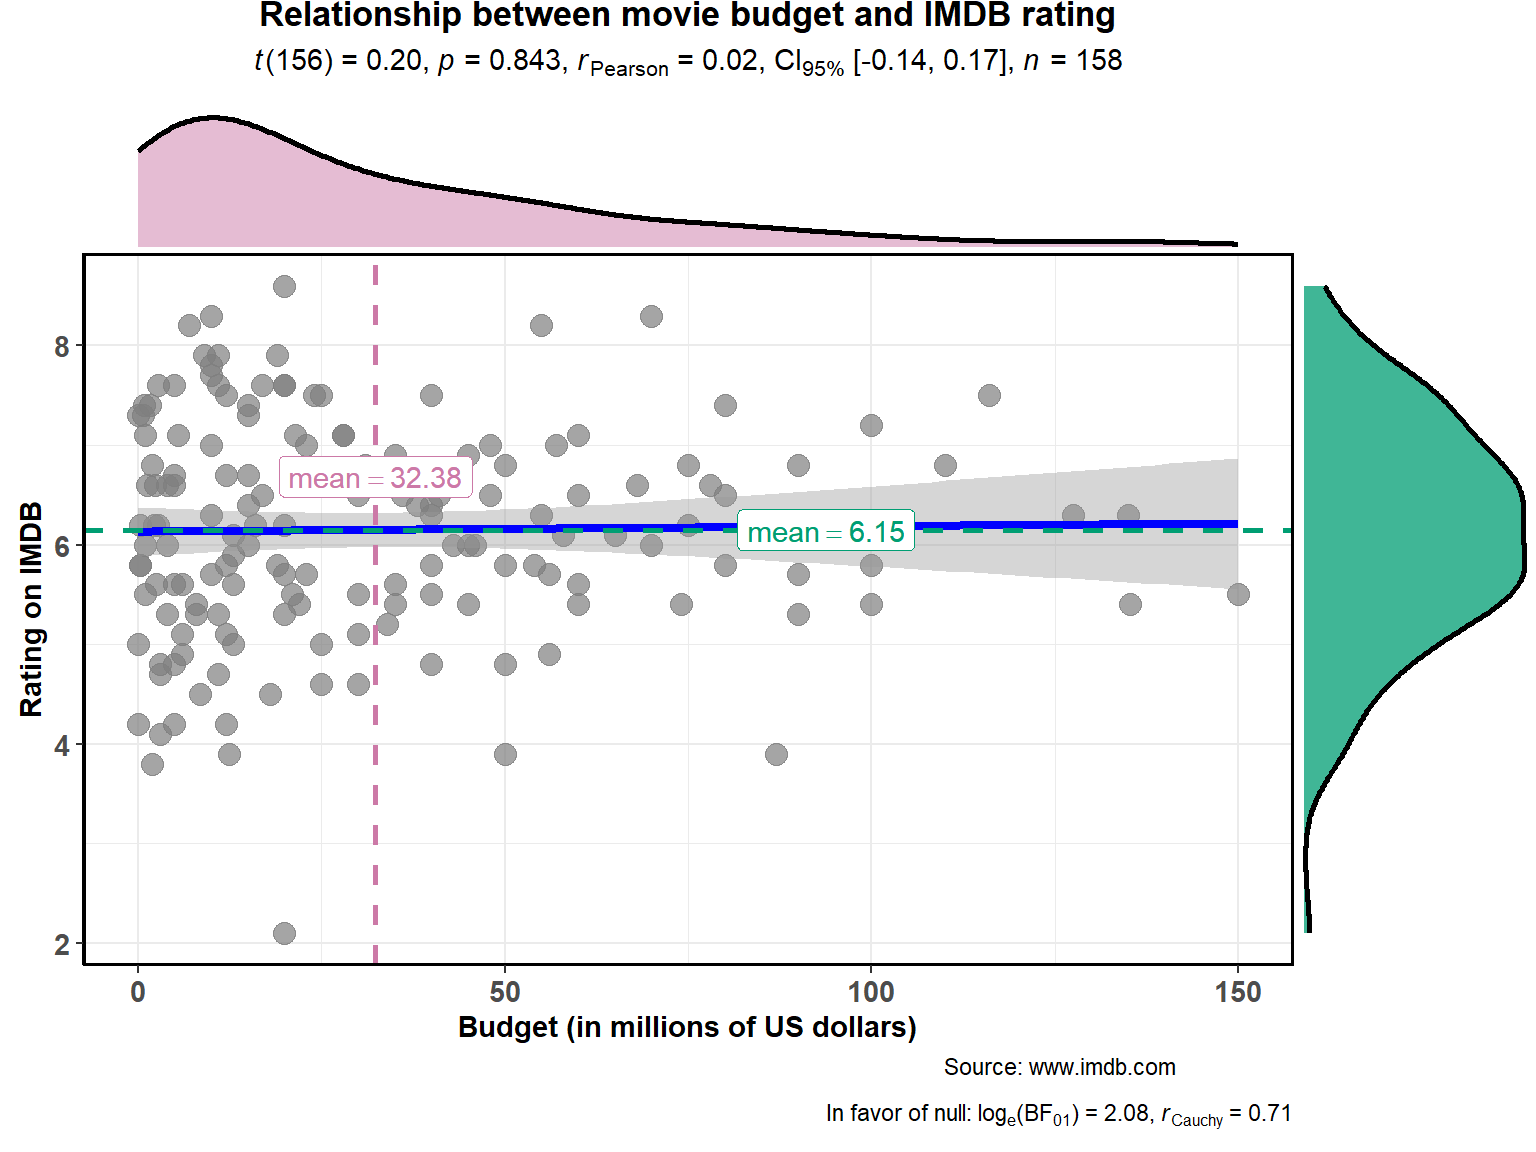 Relationship between movie budget and IMDB rating
t(156) = 0.20, p = 0.843, rPearson = 0.02, CI95% [-0.14, 0.17], n = 158
8
mean = 32.38
6
mean = 6.15
Rating on IMDB
4
2
0 50 100 150
Budget (in millions of US dollars)
Source: www.imdb.com
In favor of null: loge(BF01) = 2.08, rCauchy = 0.71